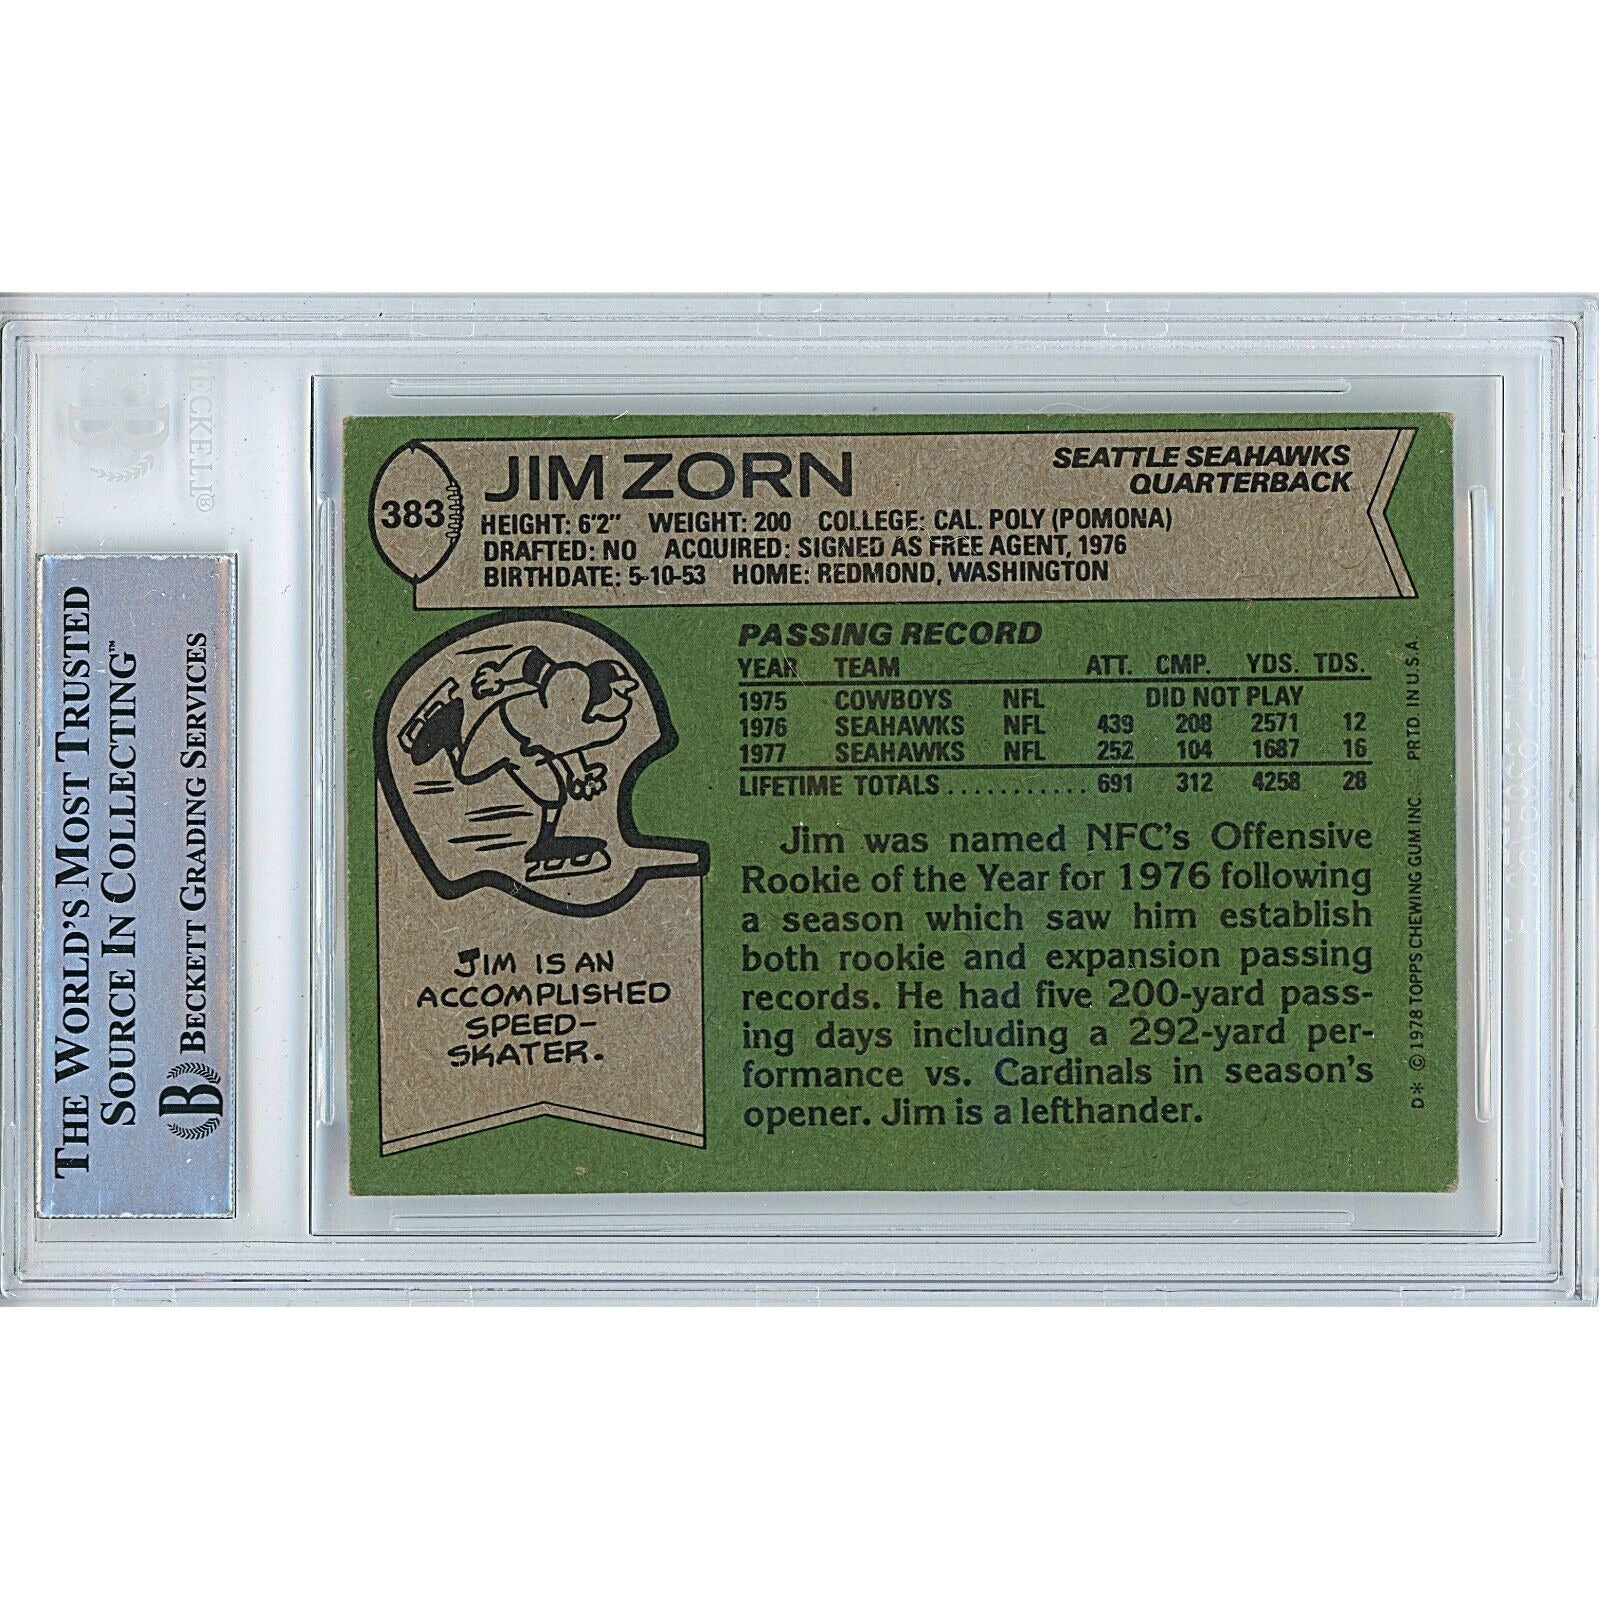 BECKETT®
THE WORLD'S MOST TRUSTED
SOURCE IN COLLECTING™
BECKETT GRADING SERVICES
383
JIM ZORN
SEATTLE SEAHAWKS
QUARTERBACK
HEIGHT: 6'2" WEIGHT: 200 COLLEGE: CAL. POLY (POMONA)
DRAFTED: NO ACQUIRED: SIGNED AS FREE AGENT, 1976
BIRTHDATE: 5-10-53 HOME: REDMOND, WASHINGTON
JIM IS AN
ACCOMPLISHED
SPEED-
SKATER.
PASSING RECORD
YEAR TEAM ATT. CMP. YDS. TDS.
1975 COWBOYS NFL DID NOT PLAY
1976 SEAHAWKS NFL 439 208 2571 12
1977 SEAHAWKS NFL 252 104 1687 16
LIFETIME TOTALS ........... 691 312 4258 28
Jim was named NFC's Offensive
Rookie of the Year for 1976 following
a season which saw him establish
both rookie and expansion passing
records. He had five 200-yard pass-
ing days including a 292-yard per-
formance vs. Cardinals in season's
opener. Jim is a lefthander.
D* © 1978 TOPPS CHEWING GUM INC. PRTD. IN U.S.A.